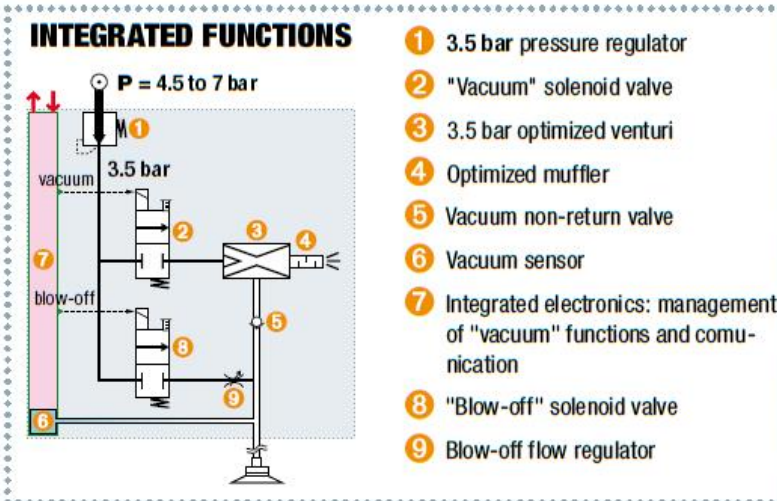 INTEGRATED FUNCTIONS
P = 4.5 to 7 bar
1
3.5 bar
vacuum
2
3
4
7
5
blow-off
8
9
6
1 3.5 bar pressure regulator
2 "Vacuum" solenoid valve
3 3.5 bar optimized venturi
4 Optimized muffler
5 Vacuum non-return valve
6 Vacuum sensor
7 Integrated electronics: management
of "vacuum" functions and comu-
nication
8 "Blow-off" solenoid valve
9 Blow-off flow regulator